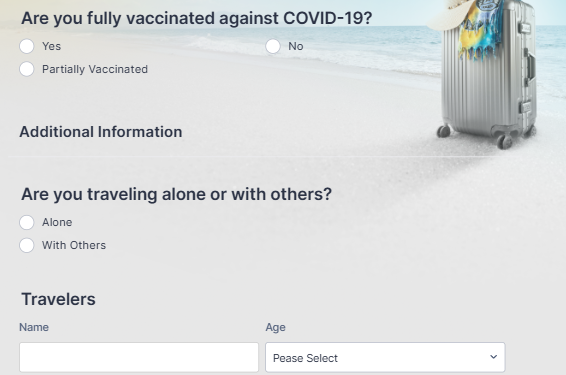 Are you fully vaccinated against COVID-19?
Yes No
Partially Vaccinated
Additional Information
Are you traveling alone or with others?
Alone
With Others
Travelers
Name Age
Pease Select